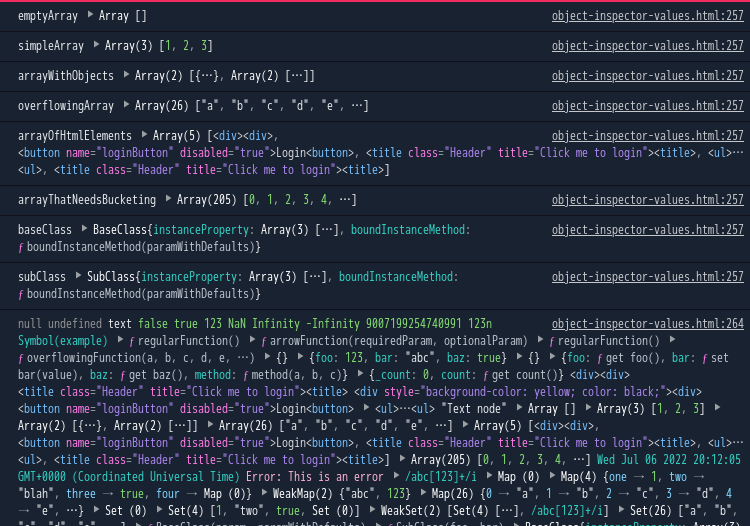 emptyArray ▶ Array [] object-inspector-values.html:257
simpleArray ▶ Array(3) [1, 2, 3] object-inspector-values.html:257
arrayWithObjects ▶ Array(2) [{…}, Array(2) […]] object-inspector-values.html:257
overflowingArray ▶ Array(26) ["a", "b", "c", "d", "e", …] object-inspector-values.html:257
arrayOfHtmlElements ▶ Array(5) [<div><div>, object-inspector-values.html:257
<button name="loginButton" disabled="true">Login<button>, <title class="Header" title="Click me to login"><title>, <ul>…
<ul>, <title class="Header" title="Click me to login"><title>]
arrayThatNeedsBucketing ▶ Array(205) [0, 1, 2, 3, 4, …] object-inspector-values.html:257
baseClass ▶ BaseClass{instanceProperty: Array(3) […], boundInstanceMethod: object-inspector-values.html:257
ƒ boundInstanceMethod(paramWithDefaults)}
subClass ▶ SubClass{instanceProperty: Array(3) […], boundInstanceMethod: object-inspector-values.html:257
ƒ boundInstanceMethod(paramWithDefaults)}
null undefined text false true 123 NaN Infinity -Infinity 9007199254740991 123n object-inspector-values.html:264
Symbol(example) ▶ ƒ regularFunction() ▶ ƒ arrowFunction(requiredParam, optionalParam) ▶ ƒ regularFunction() ▶
ƒ overflowingFunction(a, b, c, d, e, …) ▶ {} ▶ {foo: 123, bar: "abc", baz: true} ▶ {} ▶ {foo: ƒ get foo(), bar: ƒ set
bar(value), baz: ƒ get baz(), method: ƒ method(a, b, c)} ▶ {_count: 0, count: ƒ get count()} <div><div>
<title class="Header" title="Click me to login"><title> <div style="background-color: yellow; color: black;"><div>
<button name="loginButton" disabled="true">Login<button> ▶ <ul>…<ul> "Text node" ▶ Array [] ▶ Array(3) [1, 2, 3] ▶
Array(2) [{…}, Array(2) […]] ▶ Array(26) ["a", "b", "c", "d", "e", …] ▶ Array(5) [<div><div>,
<button name="loginButton" disabled="true">Login<button>, <title class="Header" title="Click me to login"><title>, <ul>…
<ul>, <title class="Header" title="Click me to login"><title>] ▶ Array(205) [0, 1, 2, 3, 4, …] Wed Jul 06 2022 20:12:05
GMT+0000 (Coordinated Universal Time) Error: This is an error ▶ /abc[123]+/i ▶ Map (0) ▶ Map(4) {one → 1, two →
"blah", three → true, four → Map (0)} ▶ WeakMap(2) {"abc", 123} ▶ Map(26) {0 → "a", 1 → "b", 2 → "c", 3 → "d", 4
→ "e", …} ▶ Set (0) ▶ Set(4) [1, "two", true, Set (0)] ▶ WeakSet(2) [Set(4) […], /abc[123]+/i] ▶ Set(26) ["a", "b",